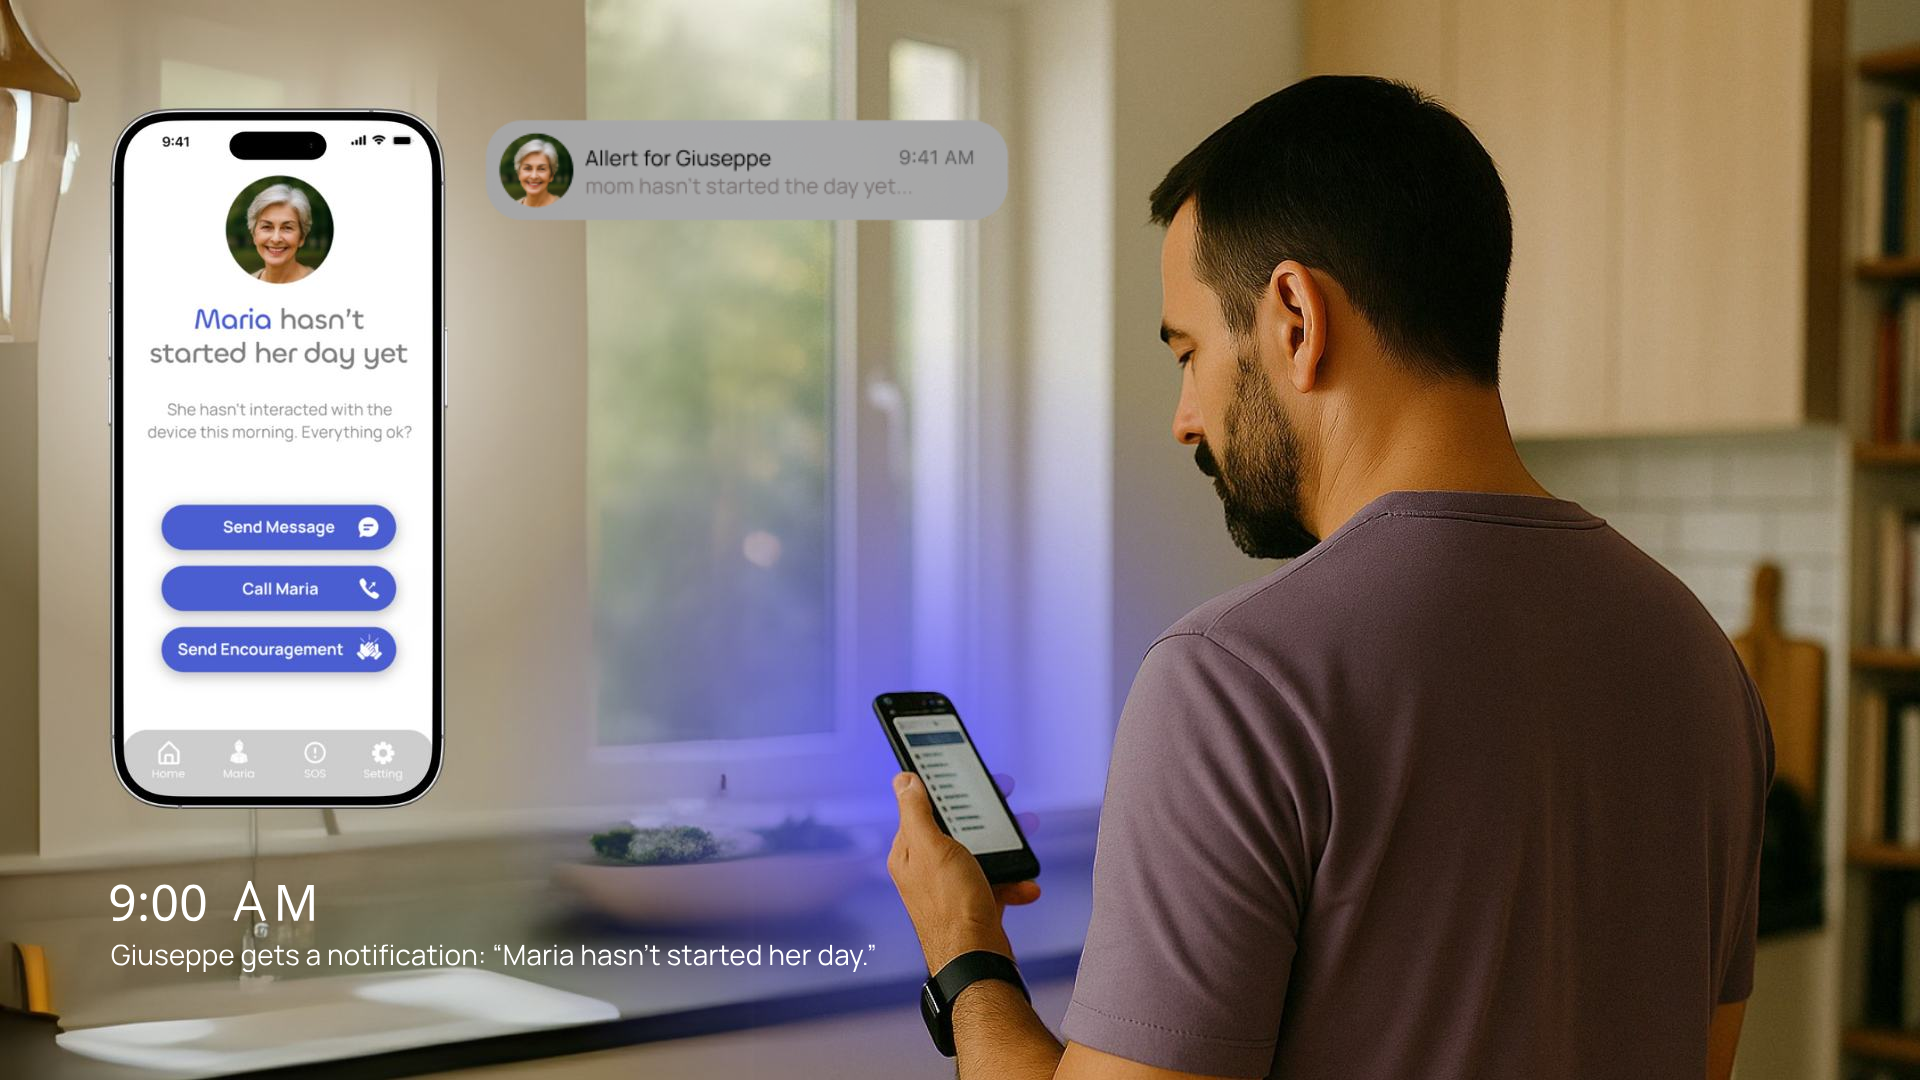 9:41
Maria hasn't
started her day yet
She hasn't interacted with the
device this morning. Everything ok?
Send Message
Call Maria
Send Encouragement
Home
Maria
SOS
Setting
Allert for Giuseppe
9:41 AM
mom hasn't started the day yet...
9:00 AM
Giuseppe gets a notification: “Maria hasn't started her day.”